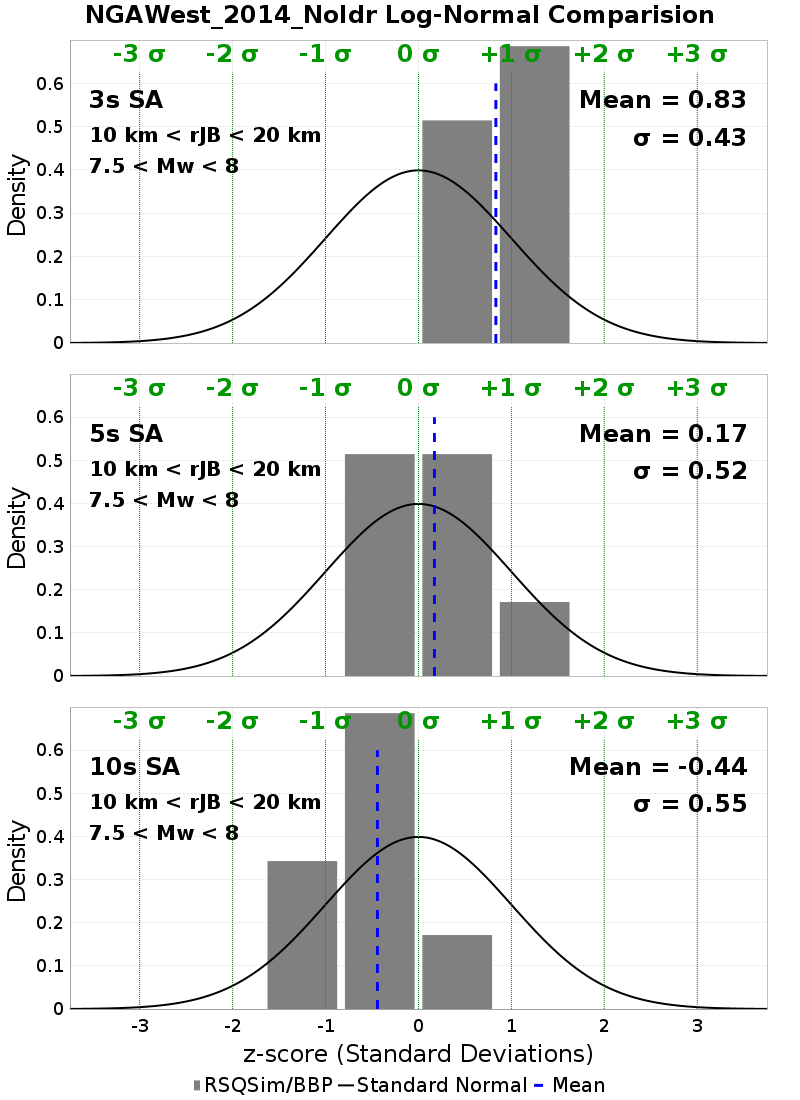 NGAWest_2014_NoIdr Log-Normal Comparision
-3 σ -2 σ -1 σ 0 σ +1 σ +2 σ +3 σ
3s SA
Mean = 0.83
10 km < rJB < 20 km
σ = 0.43
7.5 < Mw < 8
Density
0.6
0.5
0.4
0.3
0.2
0.1
0
-3 σ -2 σ -1 σ 0 σ +1 σ +2 σ +3 σ
5s SA
Mean = 0.17
10 km < rJB < 20 km
σ = 0.52
7.5 < Mw < 8
Density
0.6
0.5
0.4
0.3
0.2
0.1
0
-3 σ -2 σ -1 σ 0 σ +1 σ +2 σ +3 σ
10s SA
Mean = -0.44
10 km < rJB < 20 km
σ = 0.55
7.5 < Mw < 8
Density
0.6
0.5
0.4
0.3
0.2
0.1
0
-3 -2 -1 0 1 2 3
z-score (Standard Deviations)
RSQSim/BBP Standard Normal Mean